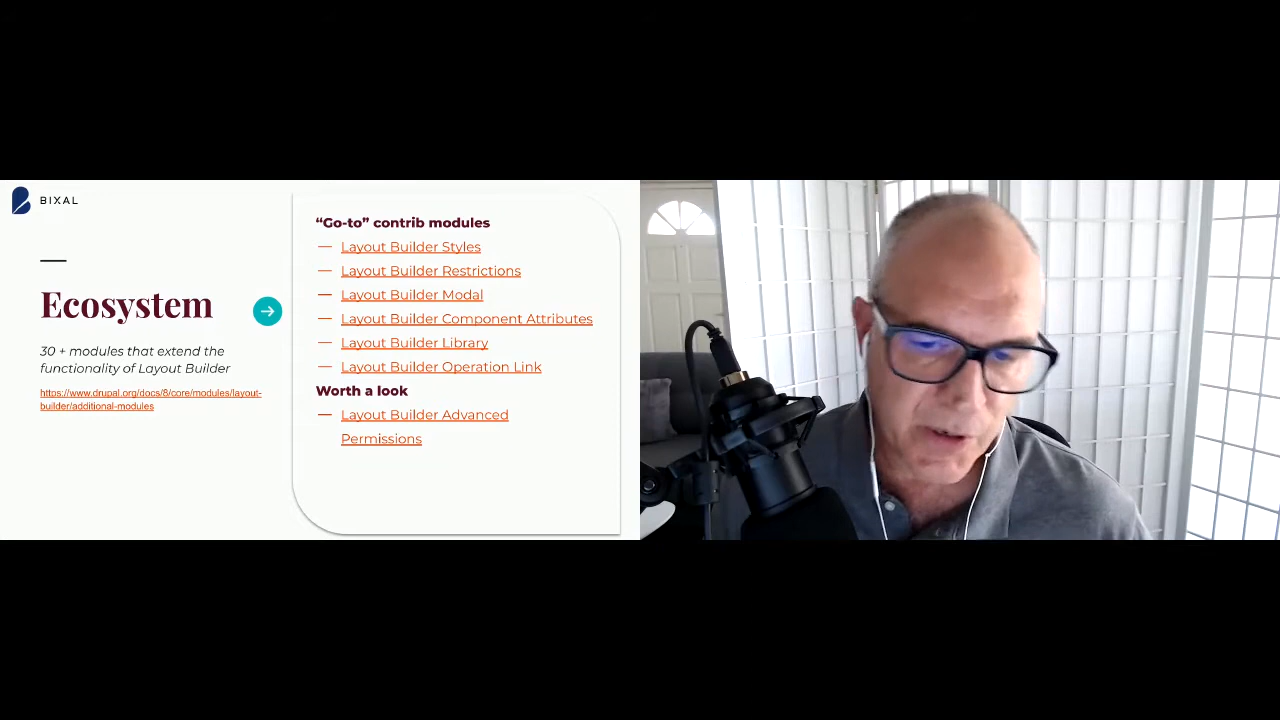 BIXAL
Ecosystem
30 + modules that extend the
functionality of Layout Builder
https://www.drupal.org/docs/8/core/modules/layout-
builder/additional-modules
“Go-to” contrib modules
— Layout Builder Styles
— Layout Builder Restrictions
— Layout Builder Modal
— Layout Builder Component Attributes
— Layout Builder Library
— Layout Builder Operation Link
Worth a look
— Layout Builder Advanced
Permissions